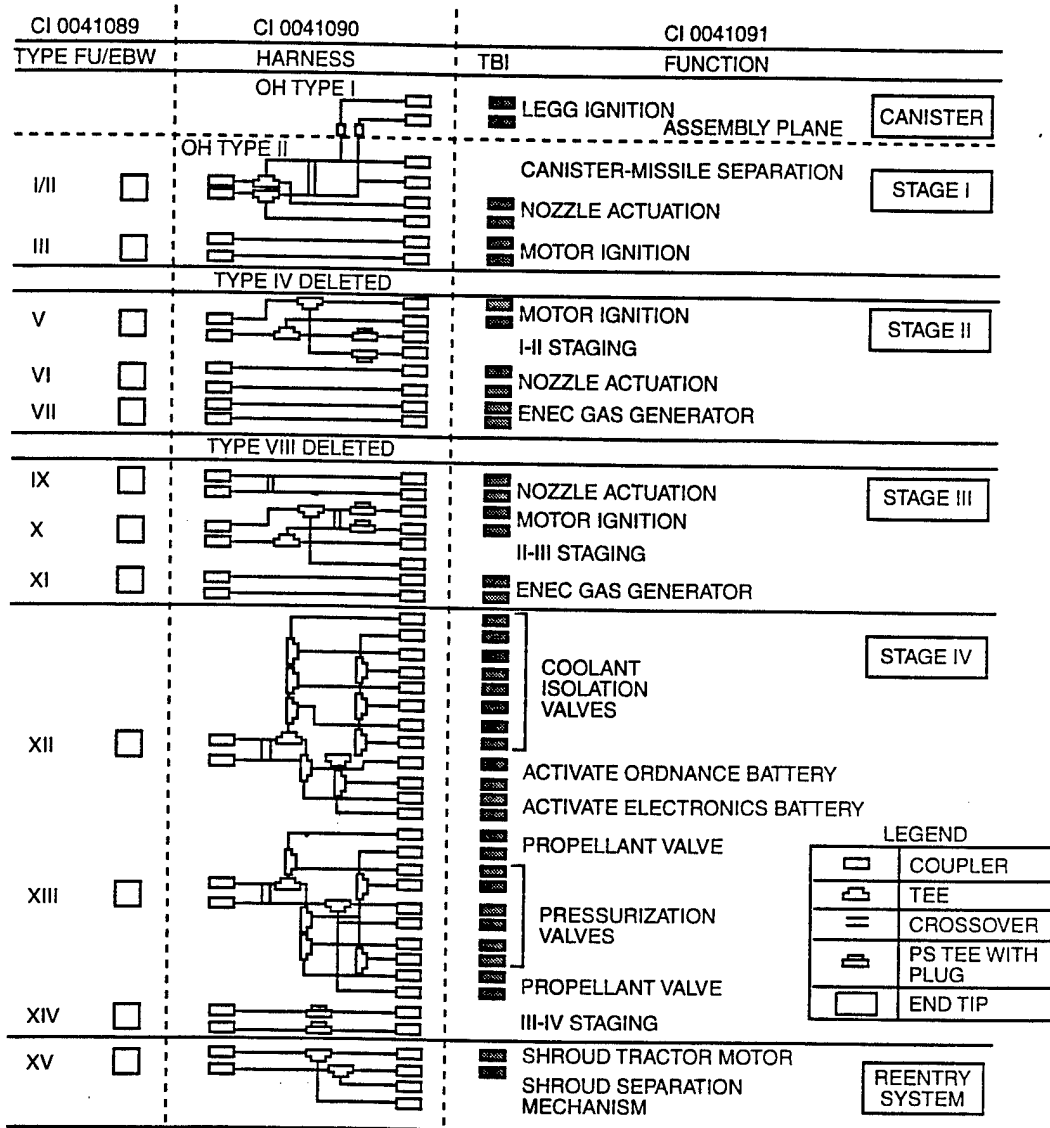 CI 0041089 CI 0041090 CI 0041091
TYPE FU/EBW HARNESS TBI FUNCTION
OH TYPE I
LEGG IGNITION
ASSEMBLY PLANE
CANISTER
OH TYPE II
CANISTER-MISSILE SEPARATION
I/II
STAGE I
NOZZLE ACTUATION
III
MOTOR IGNITION
TYPE IV DELETED
V
MOTOR IGNITION
STAGE II
I-II STAGING
VI
NOZZLE ACTUATION
VII
ENEC GAS GENERATOR
TYPE VIII DELETED
IX
NOZZLE ACTUATION
STAGE III
X
MOTOR IGNITION
II-III STAGING
XI
ENEC GAS GENERATOR
STAGE IV
COOLANT
ISOLATION
VALVES
XII
ACTIVATE ORDNANCE BATTERY
ACTIVATE ELECTRONICS BATTERY
PROPELLANT VALVE
XIII
PRESSURIZATION
VALVES
PROPELLANT VALVE
XIV
III-IV STAGING
XV
SHROUD TRACTOR MOTOR
SHROUD SEPARATION
MECHANISM
REENTRY
SYSTEM
LEGEND
COUPLER
TEE
CROSSOVER
PS TEE WITH
PLUG
END TIP